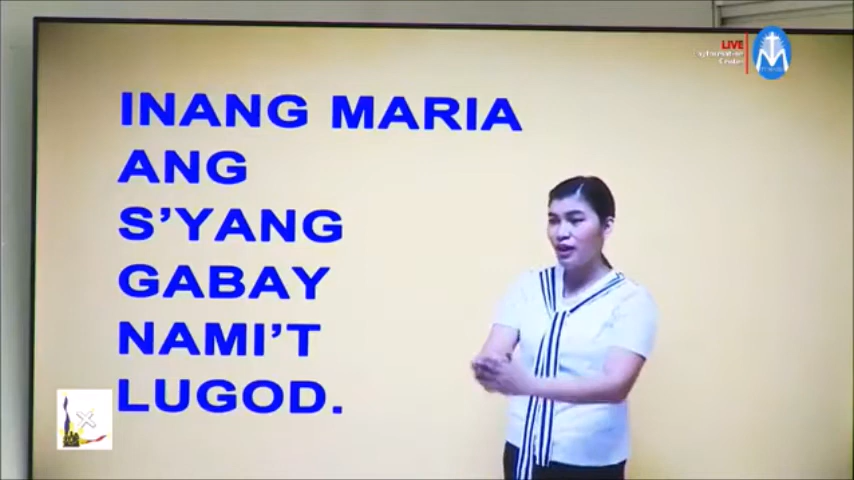 LIVE
INANG MARIA
ANG
S'YANG
GABAY
NAMI'T
LUGOD.